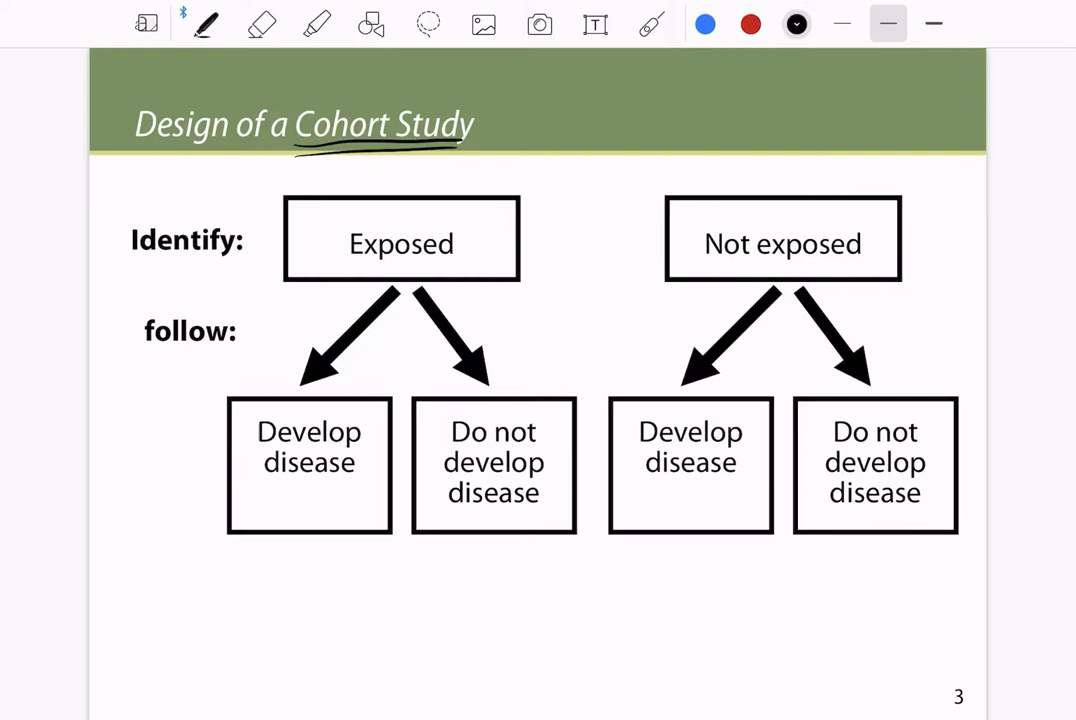 T
Design of a Cohort Study
Identify:
Exposed
Not exposed
follow:
Develop
disease
Do not
develop
disease
Develop
disease
Do not
develop
disease
3